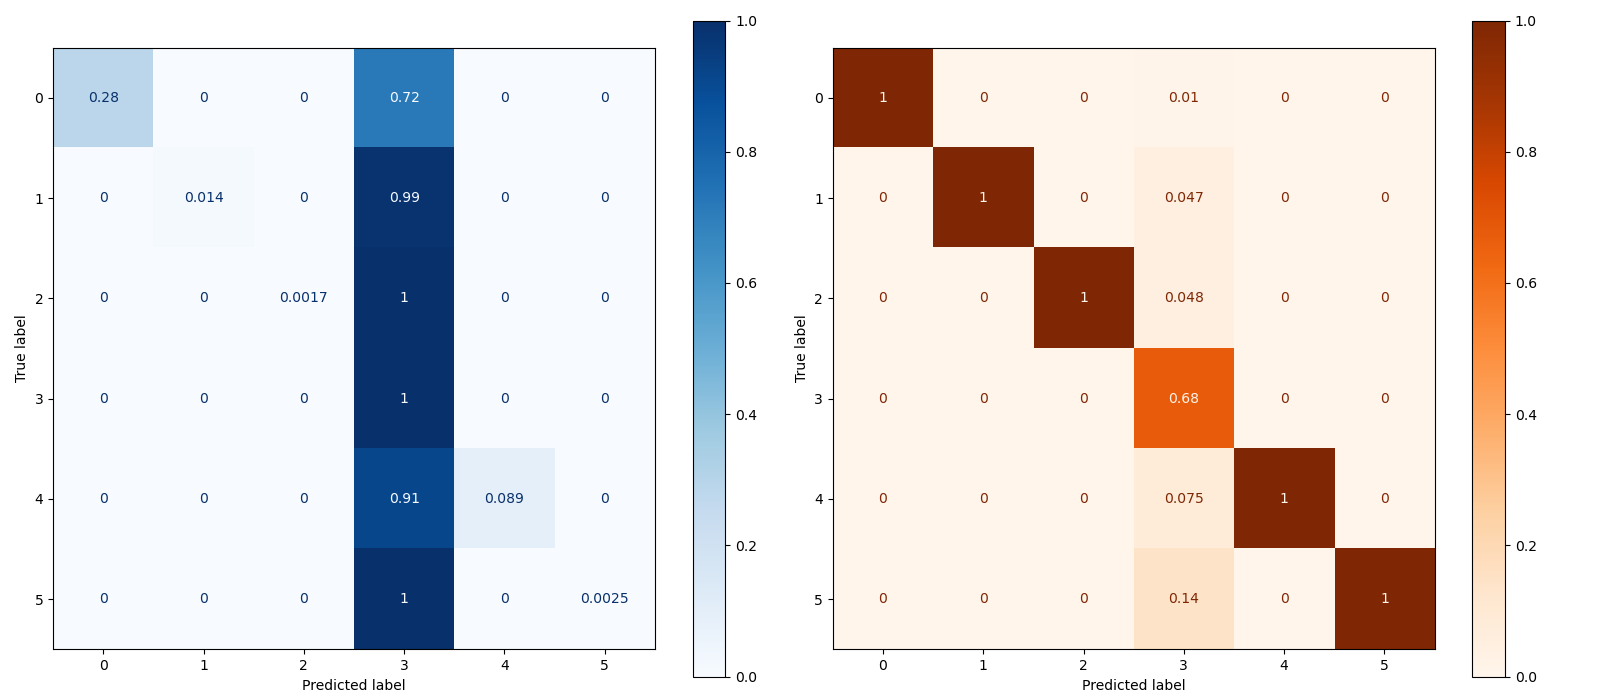 1.0
0.8
0.6
0.4
0.2
0.0
0 0.28 0 0 0.72 0 0
1 0 0.014 0 0.99 0 0
2 0 0 0.0017 1 0 0
3 0 0 0 1 0 0
4 0 0 0 0.91 0.089 0
5 0 0 0 1 0 0.0025
True label
0 1 2 3 4 5
Predicted label
1.0
0.8
0.6
0.4
0.2
0.0
0 1 0 0 0.01 0 0
1 0 1 0 0.047 0 0
2 0 0 1 0.048 0 0
3 0 0 0 0.68 0 0
4 0 0 0 0.075 1 0
5 0 0 0 0.14 0 1
True label
0 1 2 3 4 5
Predicted label